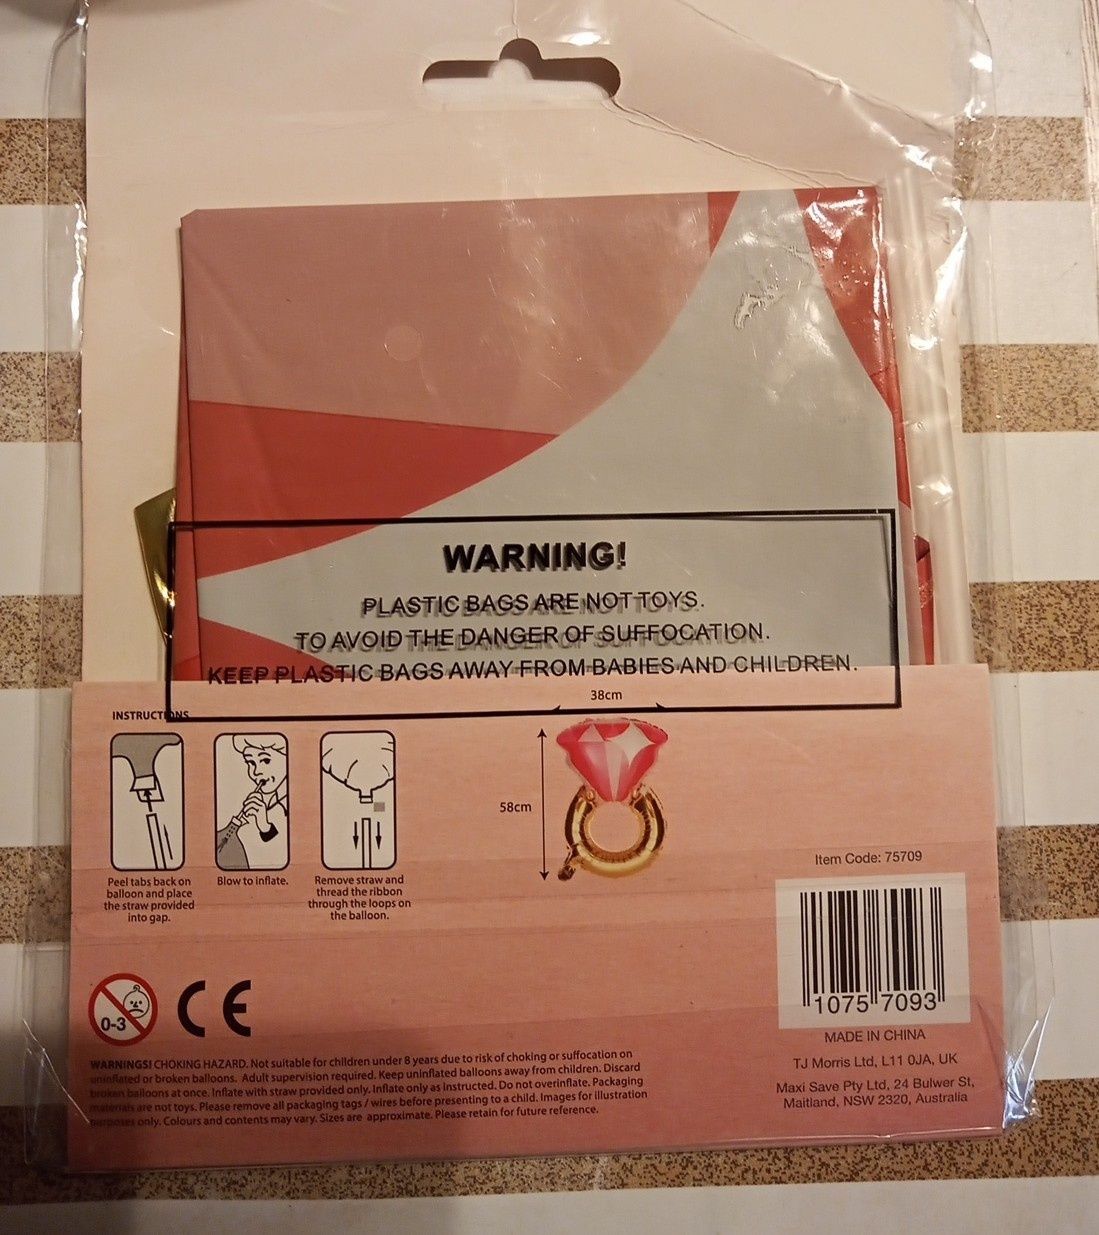 WARNING!
PLASTIC BAGS ARE NOT TOYS.
TO AVOID THE DANGER OF SUFFOCATION.
KEEP PLASTIC BAGS AWAY FROM BABIES AND CHILDREN.
38cm
INSTRUCTIONS
58cm
Peel tabs back on
balloon and place
the straw provided
into gap.
Blow to inflate.
Remove straw and
thread the ribbon
through the loops on
the balloon.
Item Code: 75709
1075 7093
MADE IN CHINA
TJ Morris Ltd, L11 0JA, UK
Maxi Save Pty Ltd, 24 Bulwer St,
Maitland, NSW 2320, Australia
0-3
CE
WARNINGS! CHOKING HAZARD. Not suitable for children under 8 years due to risk of choking or suffocation on
uninflated or broken balloons. Adult supervision required. Keep uninflated balloons away from children. Discard
broken balloons at once. Inflate with straw provided only. Inflate only as instructed. Do not overinflate. Packaging
materials are not toys. Please remove all packaging tags / wires before presenting to a child. Images for illustration
purposes only. Colours and contents may vary. Sizes are approximate. Please retain for future reference.